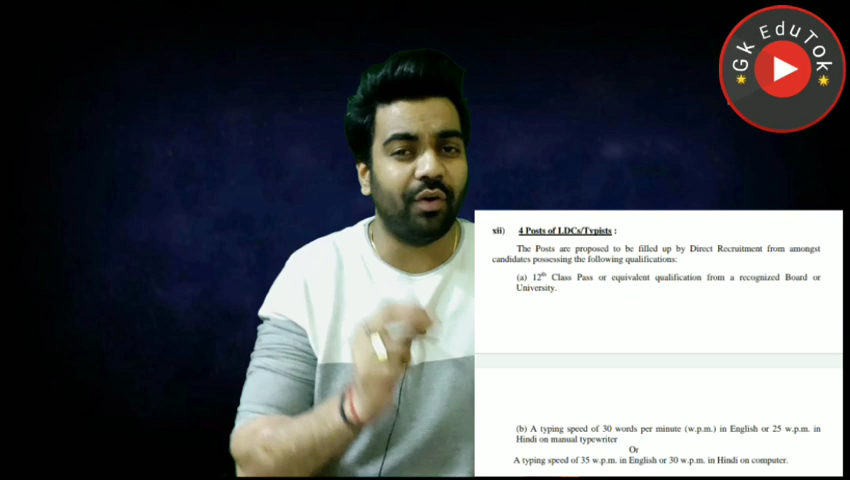 Gk EduTok
xii) 4 Posts of LDCs/Typists :
The Posts are proposed to be filled up by Direct Recruitment from amongst
candidates possessing the following qualifications:
(a) 12th Class Pass or equivalent qualification from a recognized Board or
University.
(b) A typing speed of 30 words per minute (w.p.m.) in English or 25 w.p.m. in
Hindi on manual typewriter
Or
A typing speed of 35 w.p.m. in English or 30 w.p.m. in Hindi on computer.